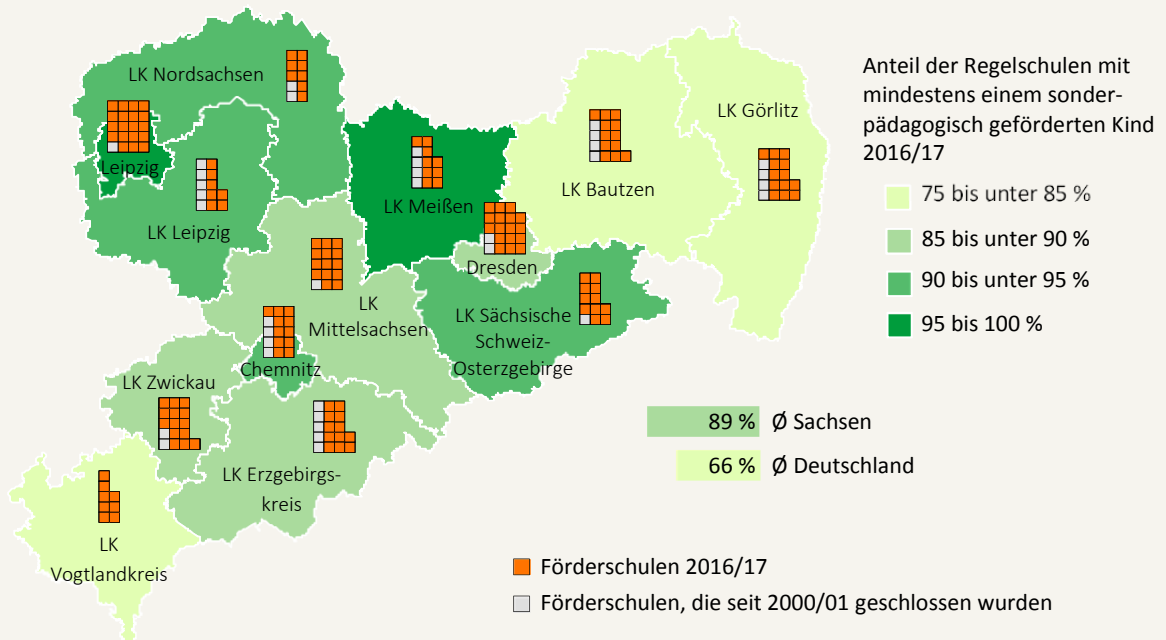 LK Nordsachsen
Leipzig
LK Leipzig
LK Meißen
Dresden
LK Bautzen
LK Görlitz
LK
Mittelsachsen
Chemnitz
LK Sächsische
Schweiz-
Osterzgebirge
LK Zwickau
LK Erzgebirgs-
kreis
LK
Vogtlandkreis
Anteil der Regelschulen mit
mindestens einem sonder-
pädagogisch geförderten Kind
2016/17
75 bis unter 85 %
85 bis unter 90 %
90 bis unter 95 %
95 bis 100 %
89 % Ø Sachsen
66 % Ø Deutschland
Förderschulen 2016/17
Förderschulen, die seit 2000/01 geschlossen wurden